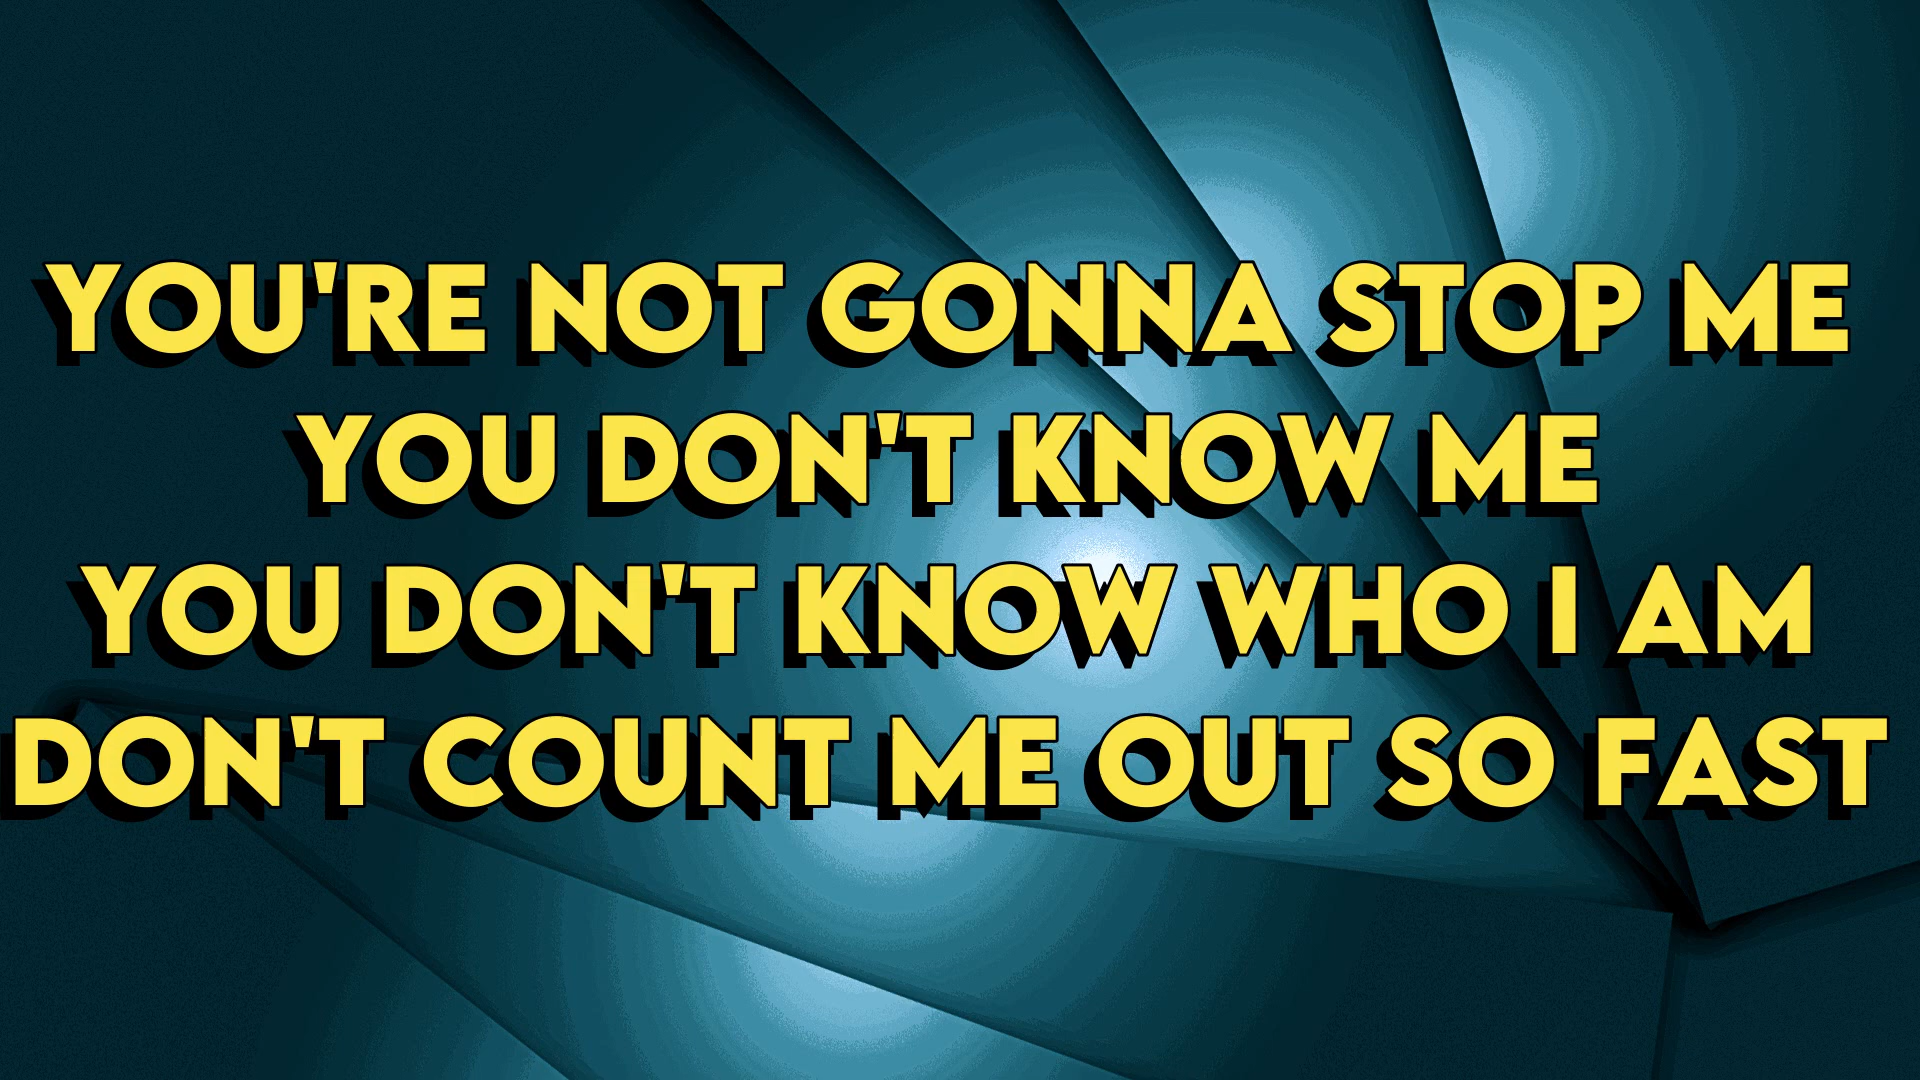 YOU'RE NOT GONNA STOP ME
YOU DON'T KNOW ME
YOU DON'T KNOW WHO I AM
DON'T COUNT ME OUT SO FAST